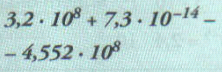 3,2 · 10⁸ + 7,3 · 10⁻¹⁴ –
– 4,552 · 10⁸